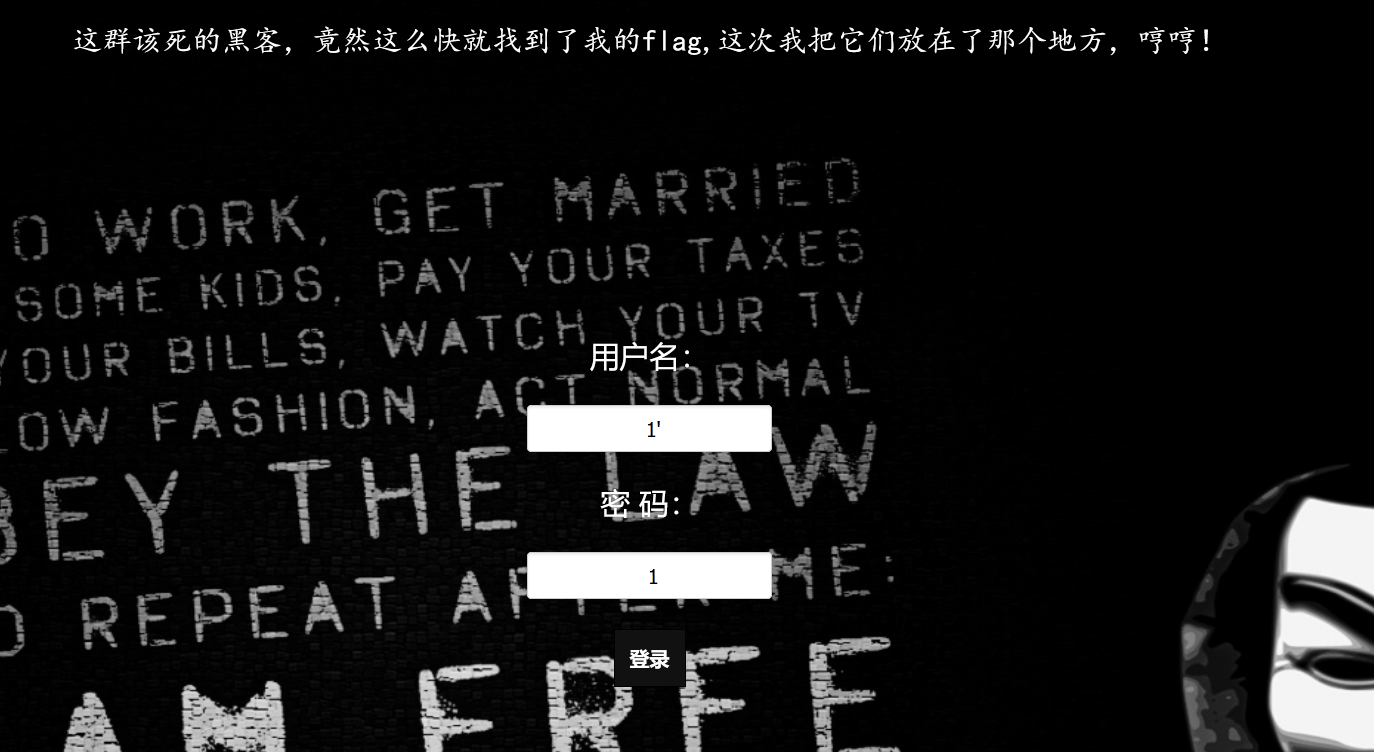 这群该死的黑客，竟然这么快就找到了我的flag,这次我把它们放在了那个地方，哼哼！
O WORK, GET MARRIED
SOME KIDS, PAY YOUR TAXES
YOUR BILLS, WATCH YOUR TV
LOW FASHION, ACT NORMAL
BEY THE LAW
O REPEAT AFTER ME:
AM FREE
用户名：
1'
密 码：
1
登录